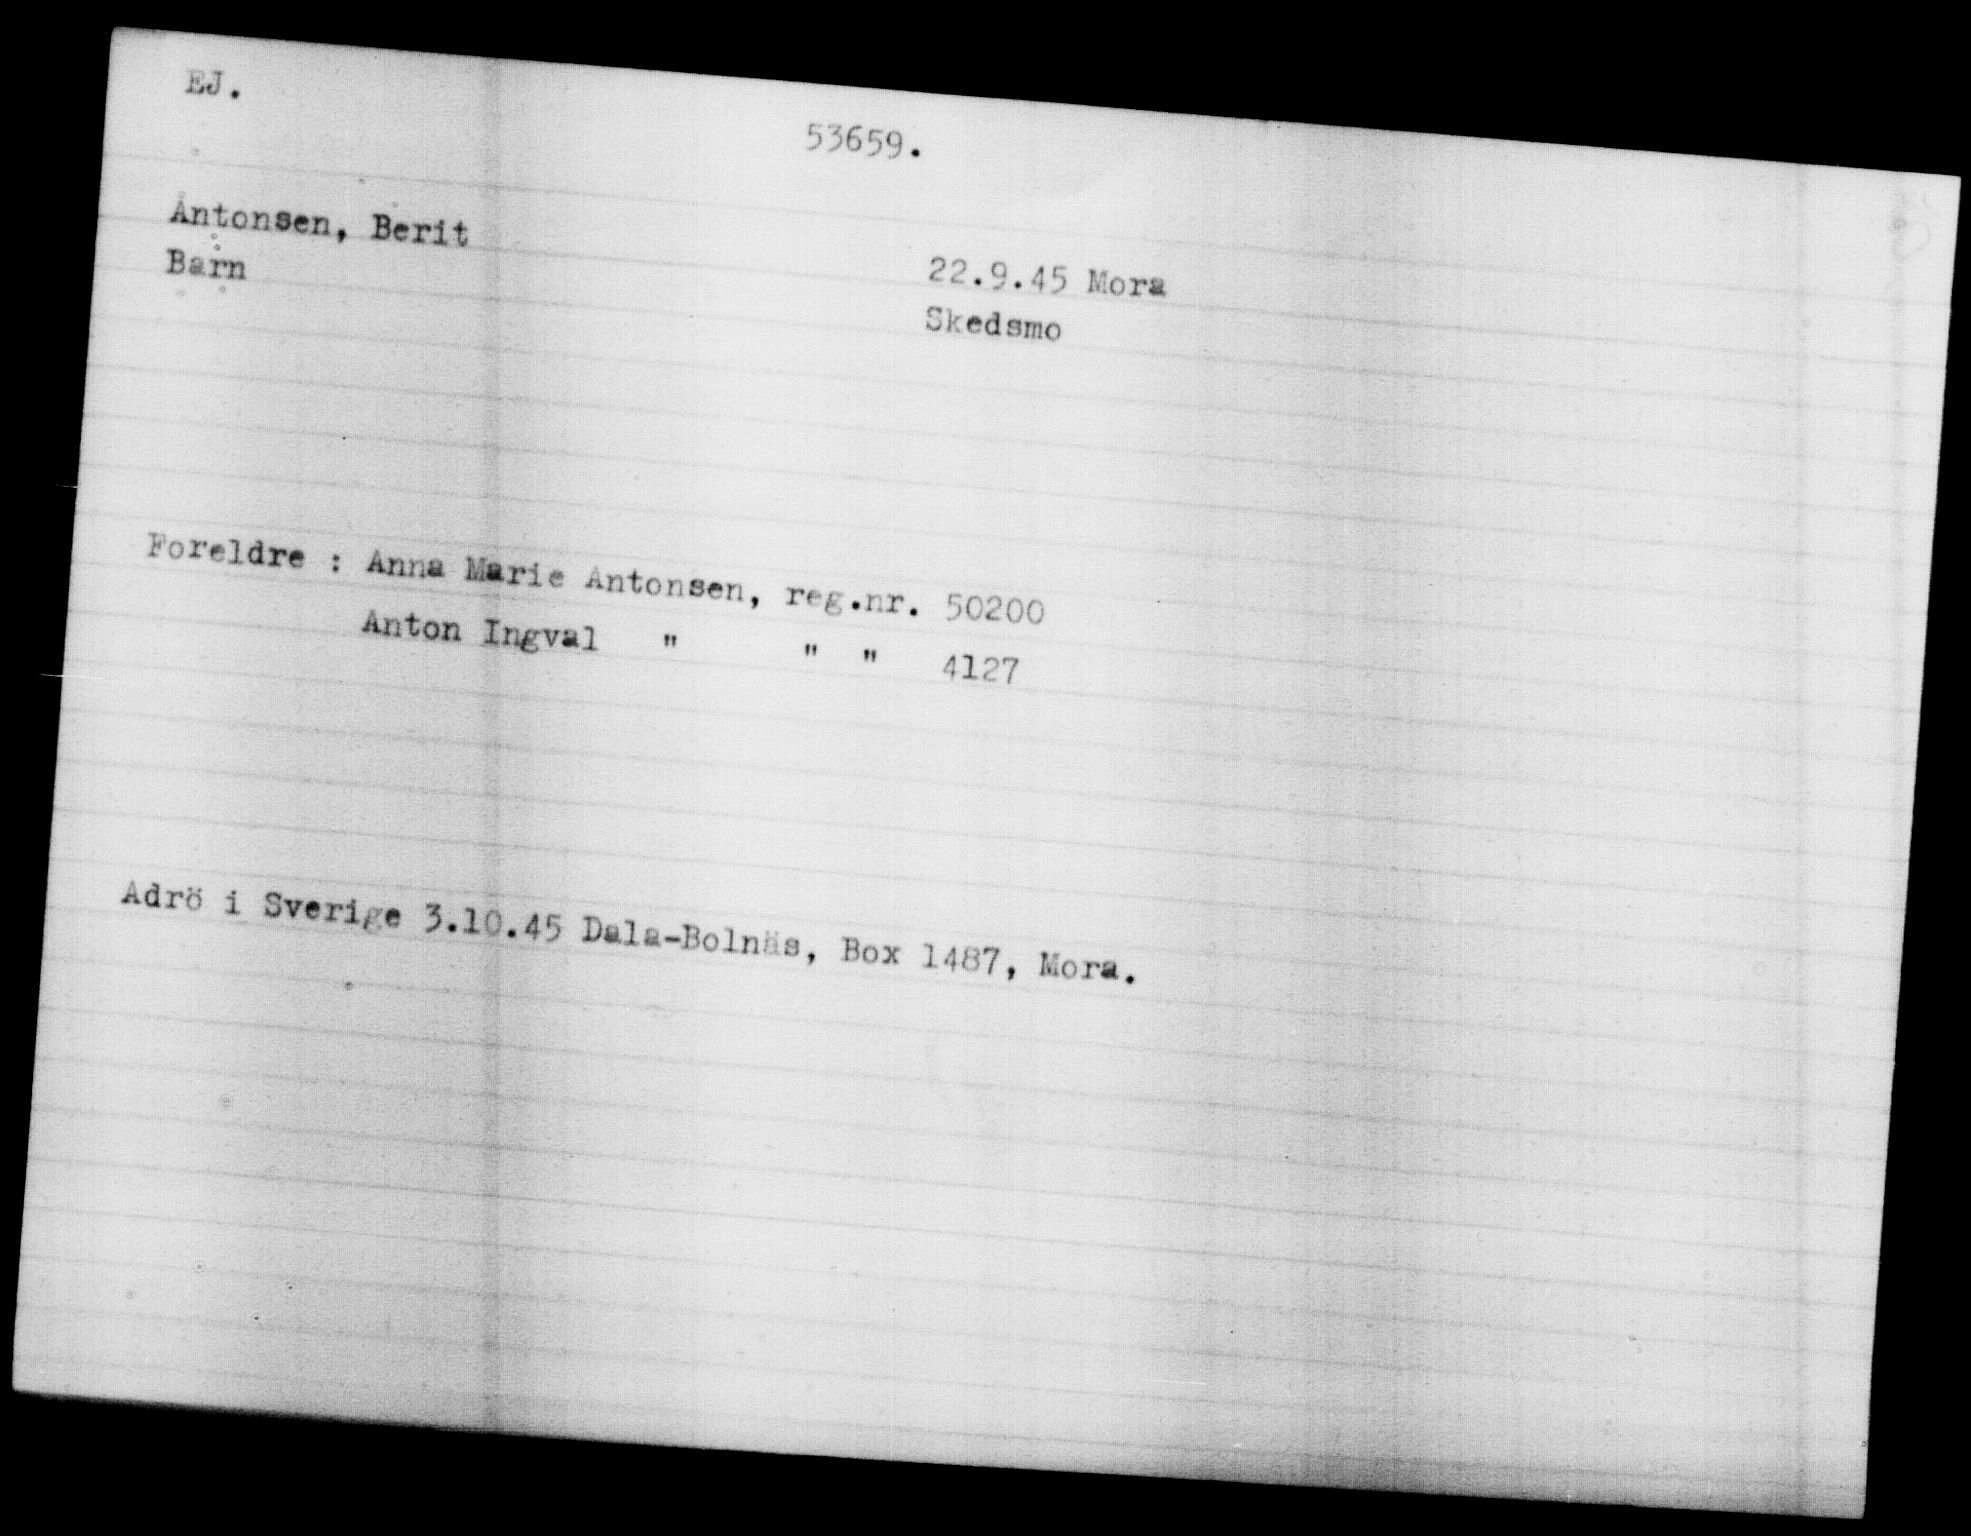 EJ.
53659.
Antonsen, Berit
22.9.45 Mora
Barn
Skedsmo
Foreldre : Anna Marie Antonsen, reg.nr. 50200
Anton Ingval " " " 4127
Adrö i Sverige 3.10.45 Dala-Bolnäs, Box 1487, Mora.